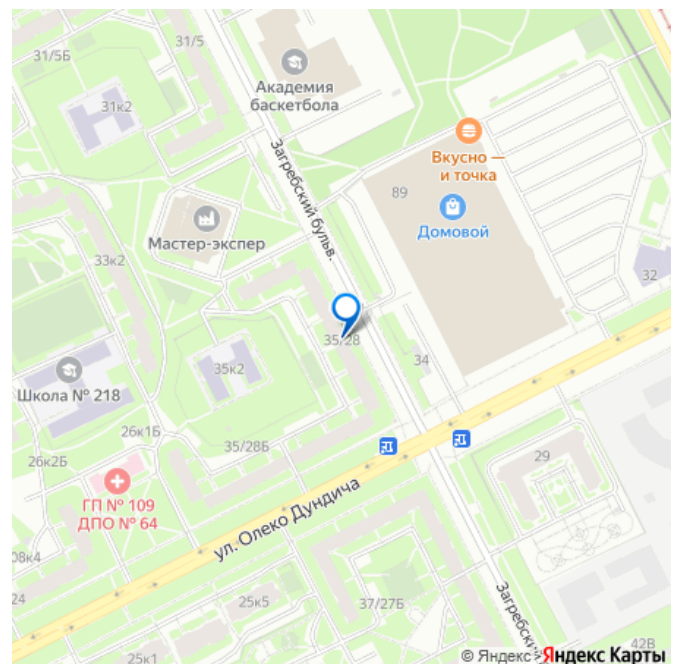 31/5
31/5Б
Академия
баскетбола
31к2
Вкусно —
и точка
Загребский бульв.
89
Домовой
Мастер-экспер
33к2
32
35/28
34
35к2
Школа № 218
26к1Б
26к2Б
35/28Б
29
ГП № 109
ДПО № 64
ул. Олеко Дундича
08к4
24
25к5
37/27Б
Загребский
25к1
42В
© Яндекс Яндекс Карты